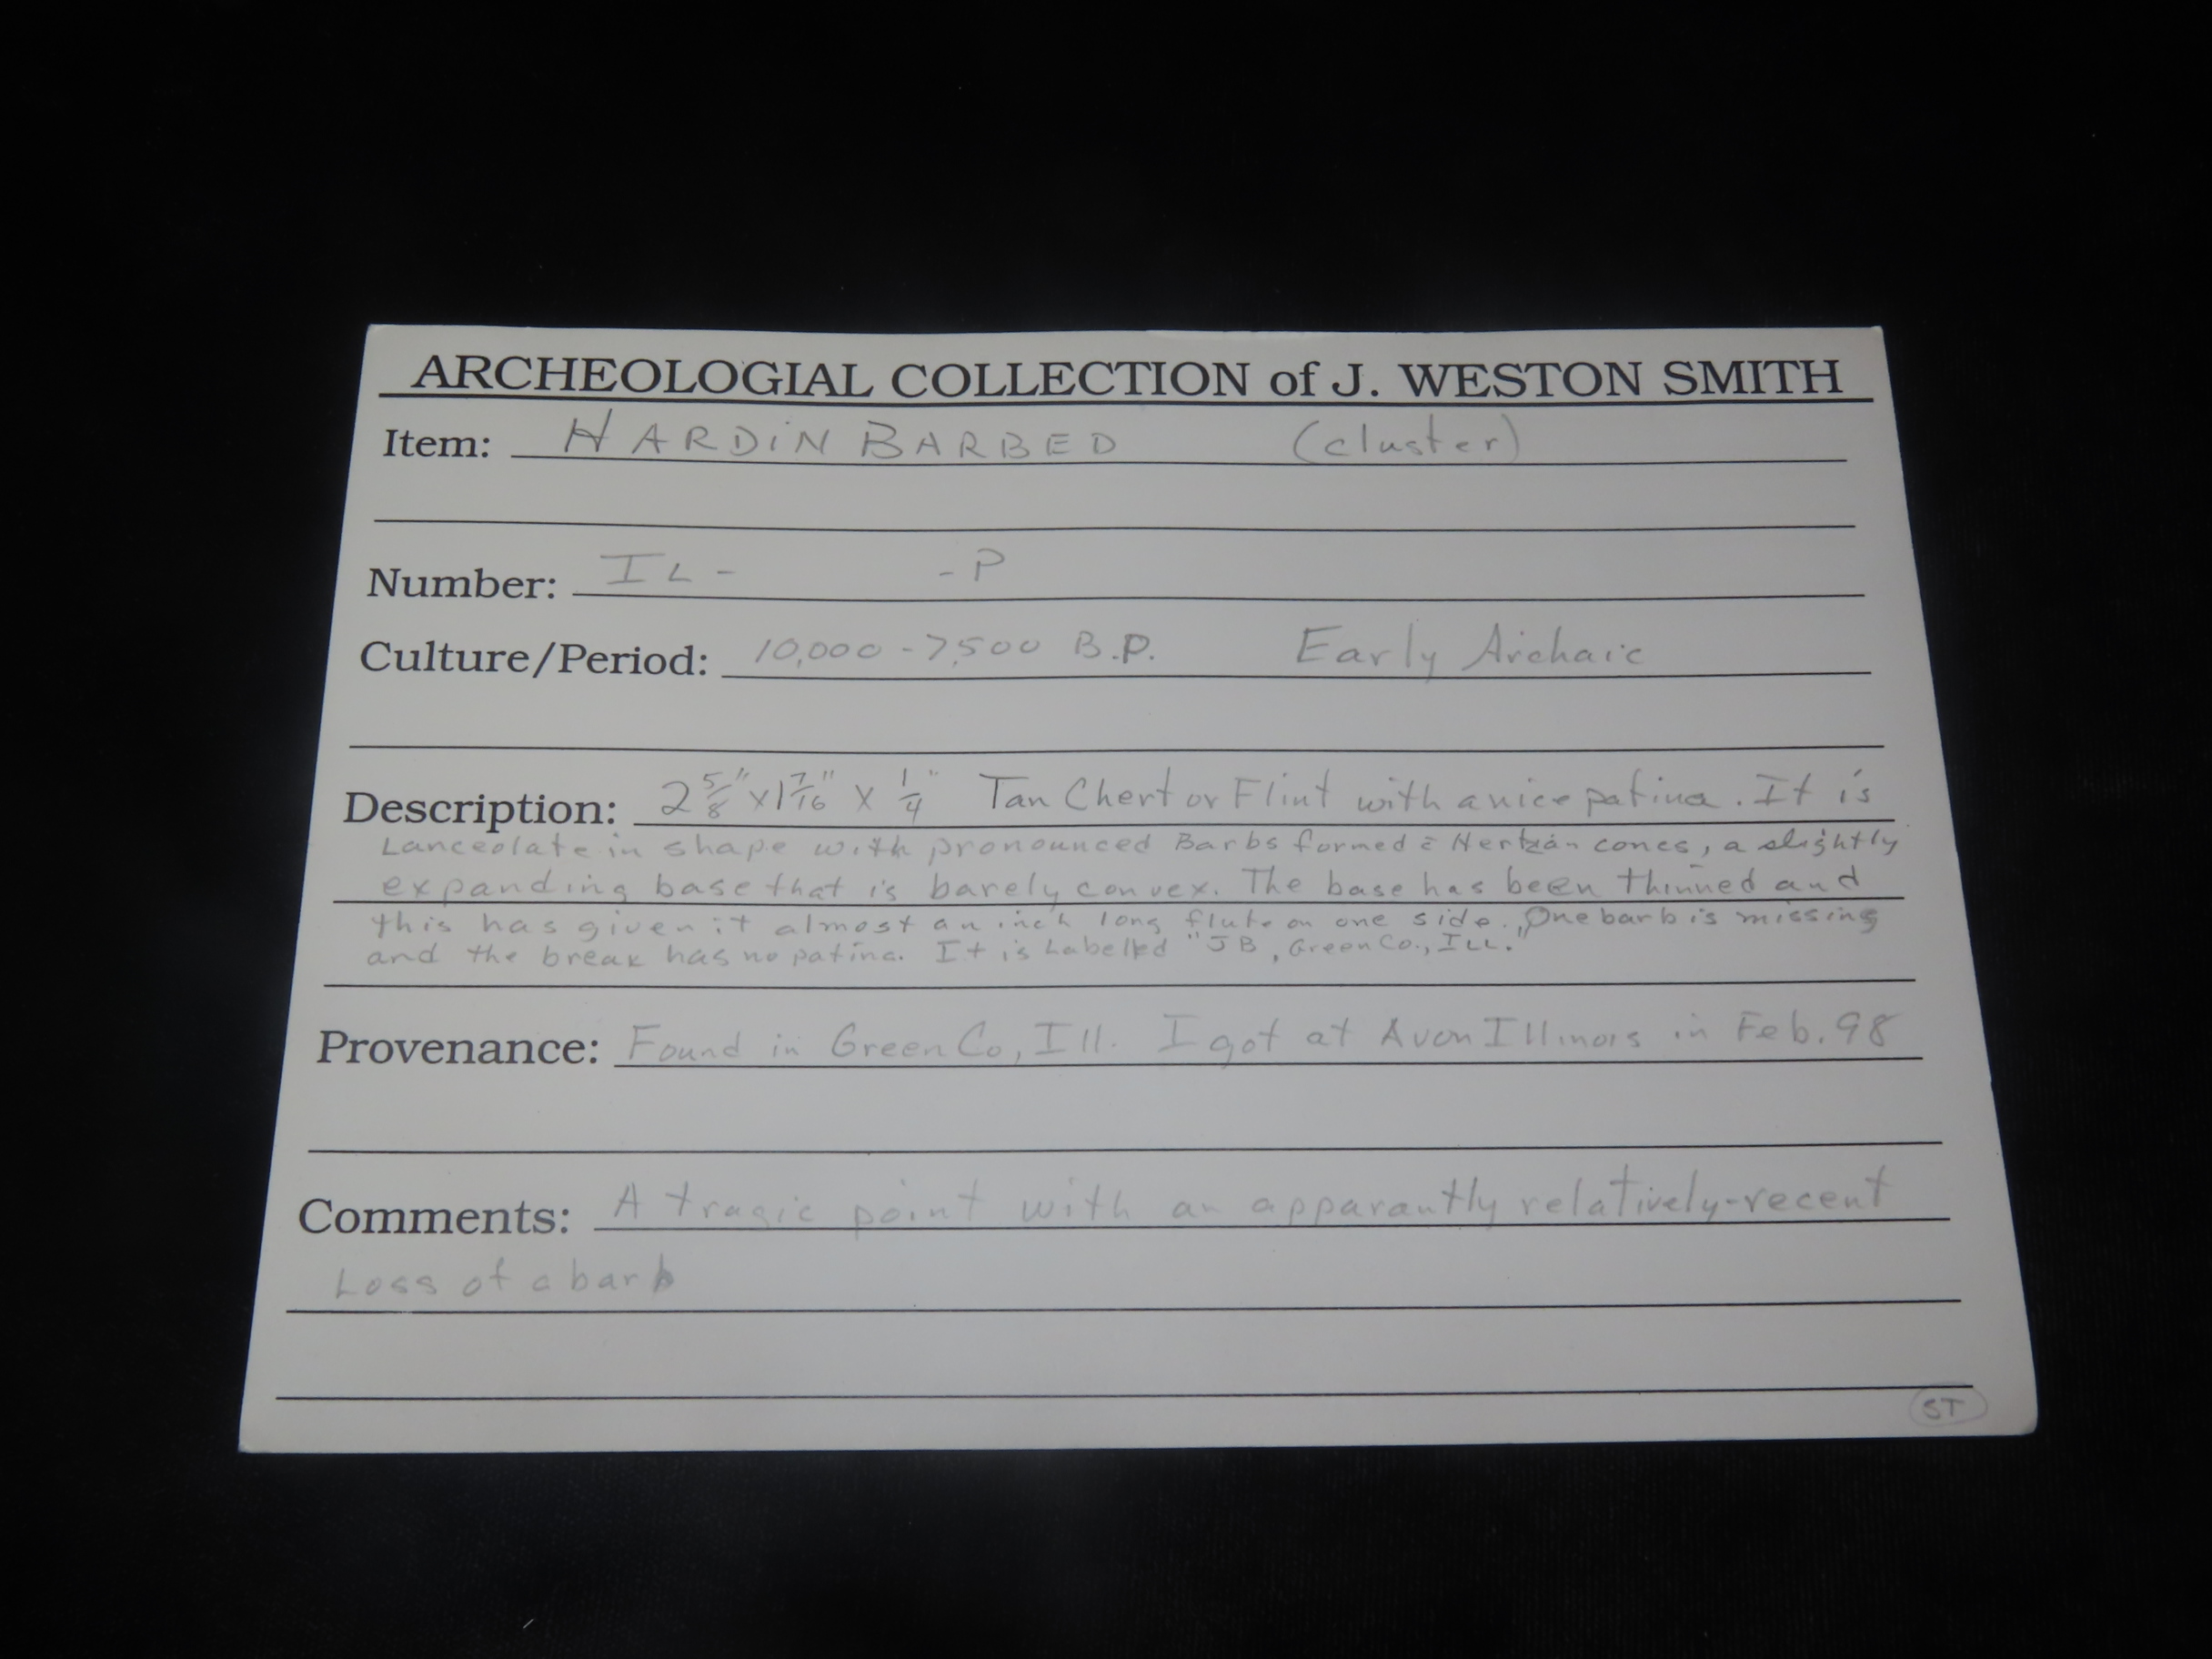 ARCHEOLOGIAL COLLECTION of J. WESTON SMITH
Item: HARDIN BARBED (cluster)
Number: IL- -P
Culture/Period: 10,000-7,500 B.P. Early Archaic
Description: 2 5/8" x 1 7/16" x 1/4" Tan Chert or Flint with a nice patina. It is
Lanceolate in shape with pronounced Barbs formed c̄ Hertzian cones, a slightly
expanding base that is barely convex. The base has been thinned and
this has given it almost an inch long flute on one side. One barb is missing
and the break has no patina. It is Labelled "JB, Green Co., ILL."
Provenance: Found in Green Co, Ill. I got at Avon Illinois in Feb. 98
Comments: A tragic point with an apparantly relatively-recent
Loss of a barb
ST